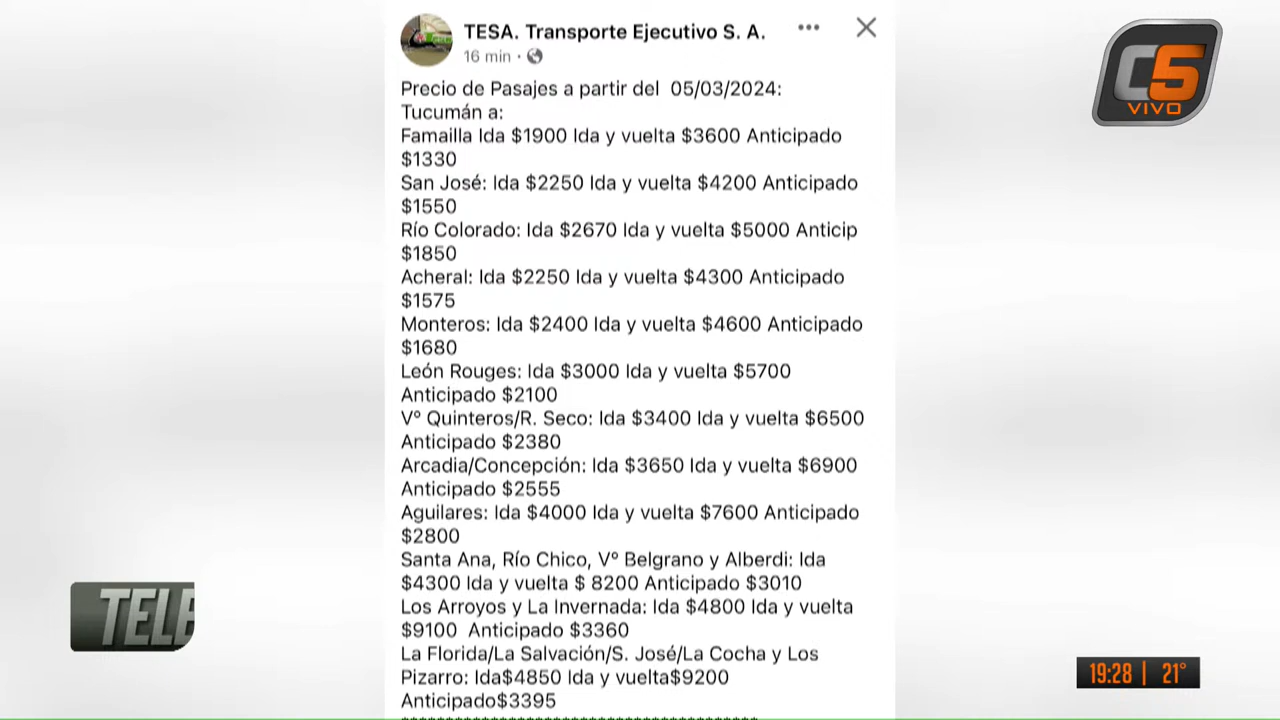 TESA. Transporte Ejecutivo S. A.
16 min ·
Precio de Pasajes a partir del 05/03/2024:
Tucumán a:
Famailla Ida $1900 Ida y vuelta $3600 Anticipado
$1330
San José: Ida $2250 Ida y vuelta $4200 Anticipado
$1550
Río Colorado: Ida $2670 Ida y vuelta $5000 Anticip
$1850
Acheral: Ida $2250 Ida y vuelta $4300 Anticipado
$1575
Monteros: Ida $2400 Ida y vuelta $4600 Anticipado
$1680
León Rouges: Ida $3000 Ida y vuelta $5700
Anticipado $2100
Vº Quinteros/R. Seco: Ida $3400 Ida y vuelta $6500
Anticipado $2380
Arcadia/Concepción: Ida $3650 Ida y vuelta $6900
Anticipado $2555
Aguilares: Ida $4000 Ida y vuelta $7600 Anticipado
$2800
Santa Ana, Río Chico, Vº Belgrano y Alberdi: Ida
$4300 Ida y vuelta $ 8200 Anticipado $3010
Los Arroyos y La Invernada: Ida $4800 Ida y vuelta
$9100 Anticipado $3360
La Florida/La Salvación/S. José/La Cocha y Los
Pizarro: Ida$4850 Ida y vuelta$9200
Anticipado$3395
C5
VIVO
TELE
19:28 | 21°